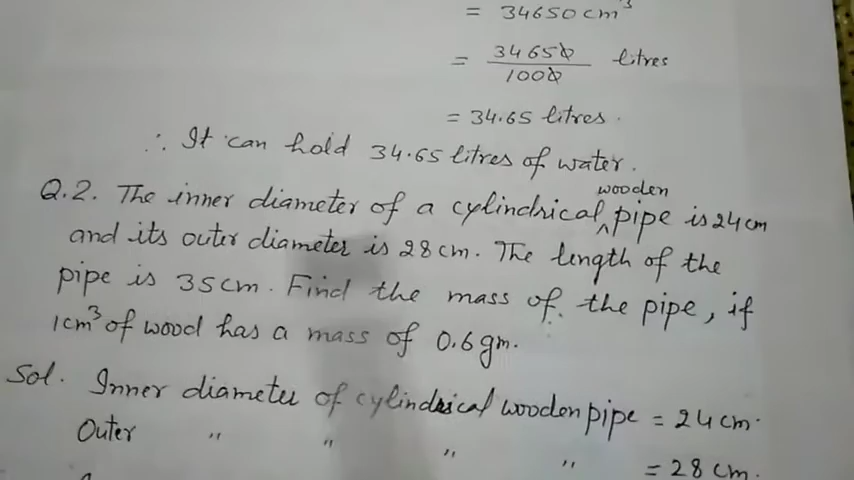 = 34650 cm³
= 34650/1000 litres
= 34.65 litres.
∴ It can hold 34.65 litres of water.
Q.2. The inner diameter of a cylindrical wooden pipe is 24 cm
and its outer diameter is 28 cm. The length of the
pipe is 35 cm. Find the mass of the pipe, if
1 cm³ of wood has a mass of 0.6 gm.
Sol. Inner diameter of cylindrical wooden pipe = 24 cm.
Outer " " " " = 28 cm.